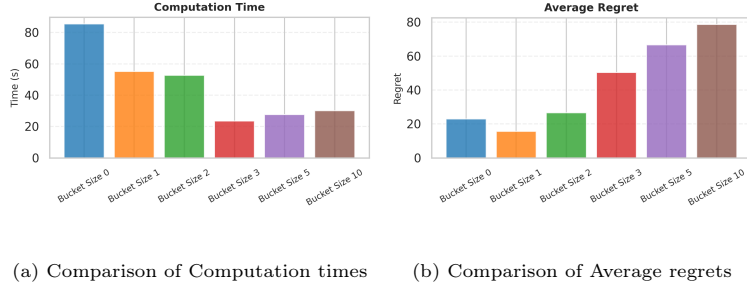 Computation Time
Time (s)
80
60
40
20
0
Bucket Size 0
Bucket Size 1
Bucket Size 2
Bucket Size 3
Bucket Size 5
Bucket Size 10
(a) Comparison of Computation times
Average Regret
Regret
80
60
40
20
0
Bucket Size 0
Bucket Size 1
Bucket Size 2
Bucket Size 3
Bucket Size 5
Bucket Size 10
(b) Comparison of Average regrets